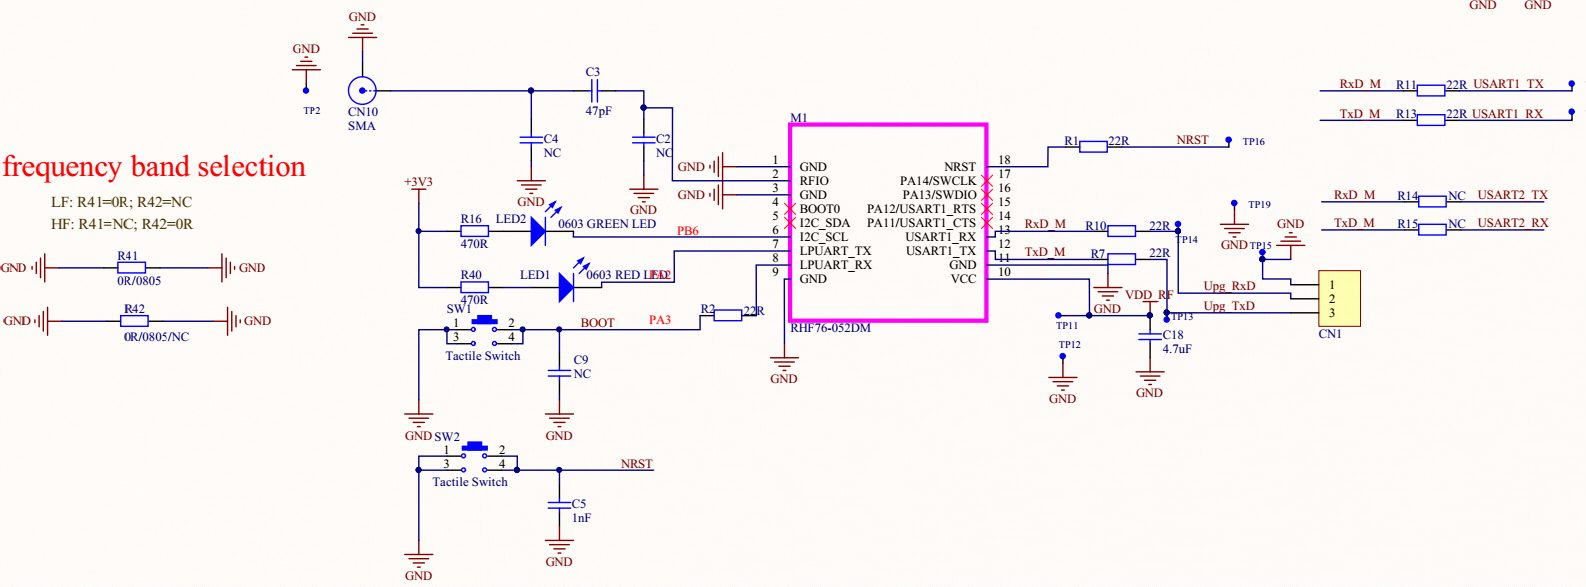 GND GND
GND
GND
TP2
CN10
SMA
C3
47pF
C4
NC
C2
NC
GND
GND
frequency band selection
LF: R41=0R; R42=NC
HF: R41=NC; R42=0R
GND R41 GND
0R/0805
GND R42 GND
0R/0805/NC
+3V3
R16
470R
LED2
0603 GREEN LED
PB6
R40
470R
LED1
0603 RED LED
PA2
SW1
1 2
3 4
Tactile Switch
BOOT
PA3
R2
22R
C9
NC
GND
GND
SW2
1 2
3 4
Tactile Switch
NRST
C5
1nF
GND
GND
M1
GND
GND
1 GND
2 RFIO
3 GND
4 BOOT0
5 I2C_SDA
6 I2C_SCL
7 LPUART_TX
8 LPUART_RX
9 GND
NRST 18
PA14/SWCLK 17
PA13/SWDIO 16
PA12/USART1_RTS 15
PA11/USART1_CTS 14
USART1_RX 13
USART1_TX 12
GND 11
VCC 10
RHF76-052DM
GND
R1
22R
NRST
TP16
RxD_M
R10
22R
TP14
TxD_M
R7
22R
GND
VDD_RF
TP11
TP13
TP12
GND
C18
4.7uF
GND
TP19
GND
TP15
GND
Upg_RxD
Upg_TxD
1
2
3
CN1
RxD_M R11 22R USART1_TX
TxD_M R13 22R USART1_RX
RxD_M R14 NC USART2_TX
TxD_M R15 NC USART2_RX